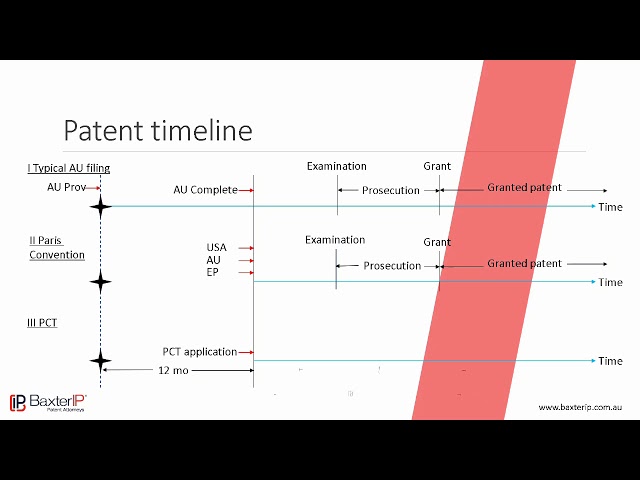 Patent timeline
I Typical AU filing
AU Prov
AU Complete
Examination
Grant
Prosecution
Granted patent
Time
II Paris
Convention
USA
AU
EP
Examination
Grant
Prosecution
Granted patent
Time
III PCT
PCT application
Time
12 mo
BaxterIP
Patent Attorneys
www.baxterip.com.au